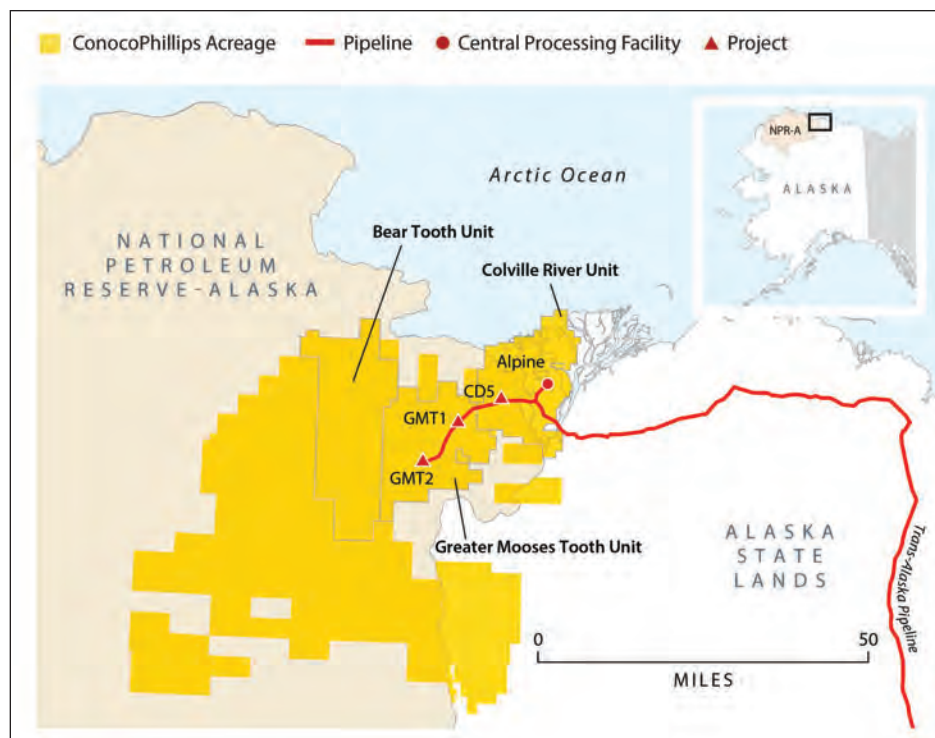 ConocoPhillips Acreage Pipeline Central Processing Facility Project
NPR-A
ALASKA
Arctic Ocean
NATIONAL
PETROLEUM
RESERVE–ALASKA
Bear Tooth Unit
Colville River Unit
Alpine
CD5
GMT1
GMT2
Greater Mooses Tooth Unit
ALASKA
STATE
LANDS
Trans-Alaska Pipeline
0 50
MILES